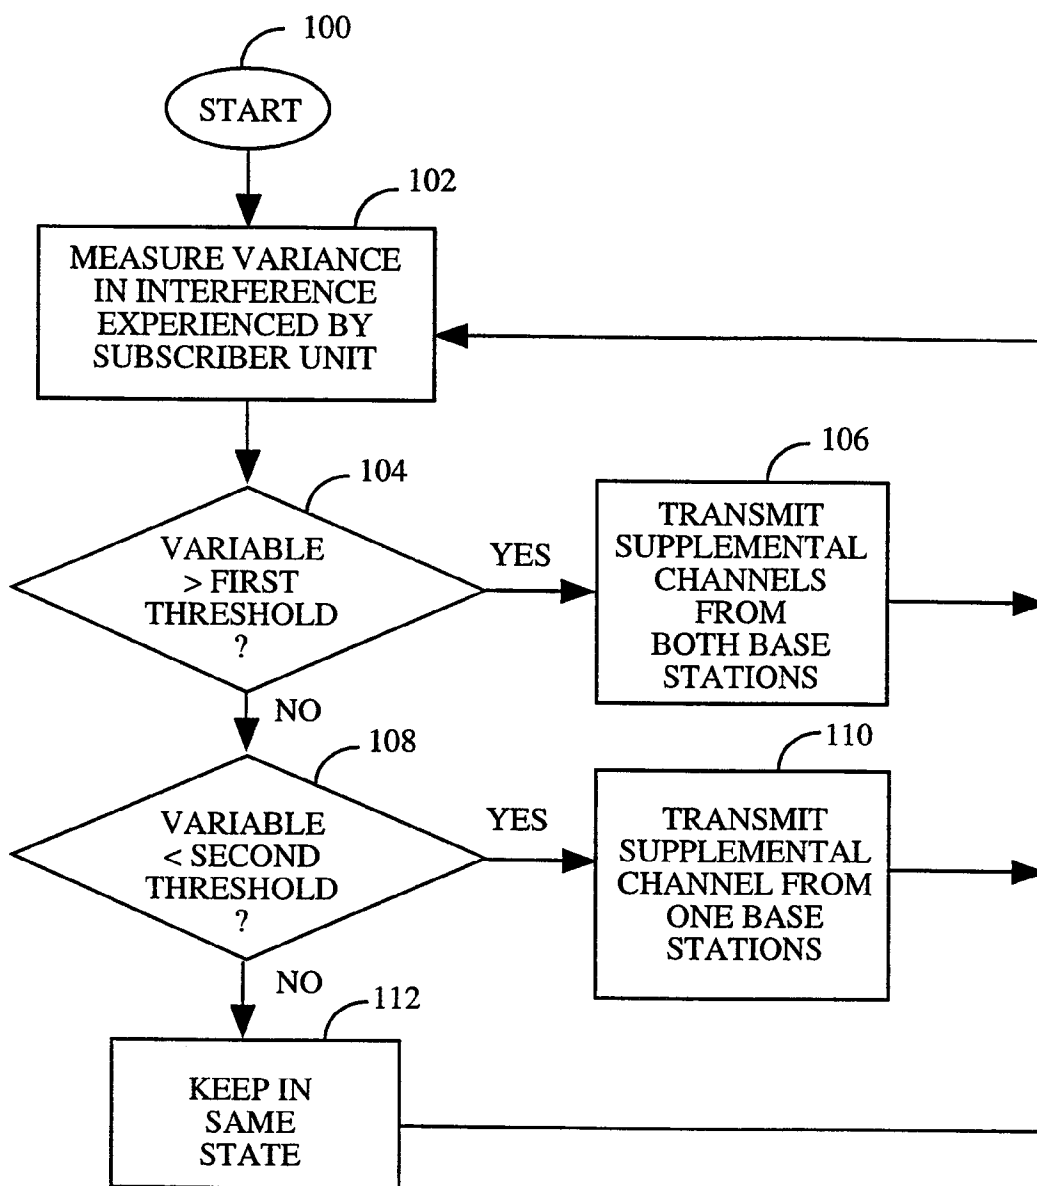 100
START
102
MEASURE VARIANCE
IN INTERFERENCE
EXPERIENCED BY
SUBSCRIBER UNIT
104
VARIABLE
> FIRST
THRESHOLD
?
YES
106
TRANSMIT
SUPPLEMENTAL
CHANNELS
FROM
BOTH BASE
STATIONS
NO
108
VARIABLE
< SECOND
THRESHOLD
?
YES
110
TRANSMIT
SUPPLEMENTAL
CHANNEL FROM
ONE BASE
STATIONS
NO
112
KEEP IN
SAME
STATE